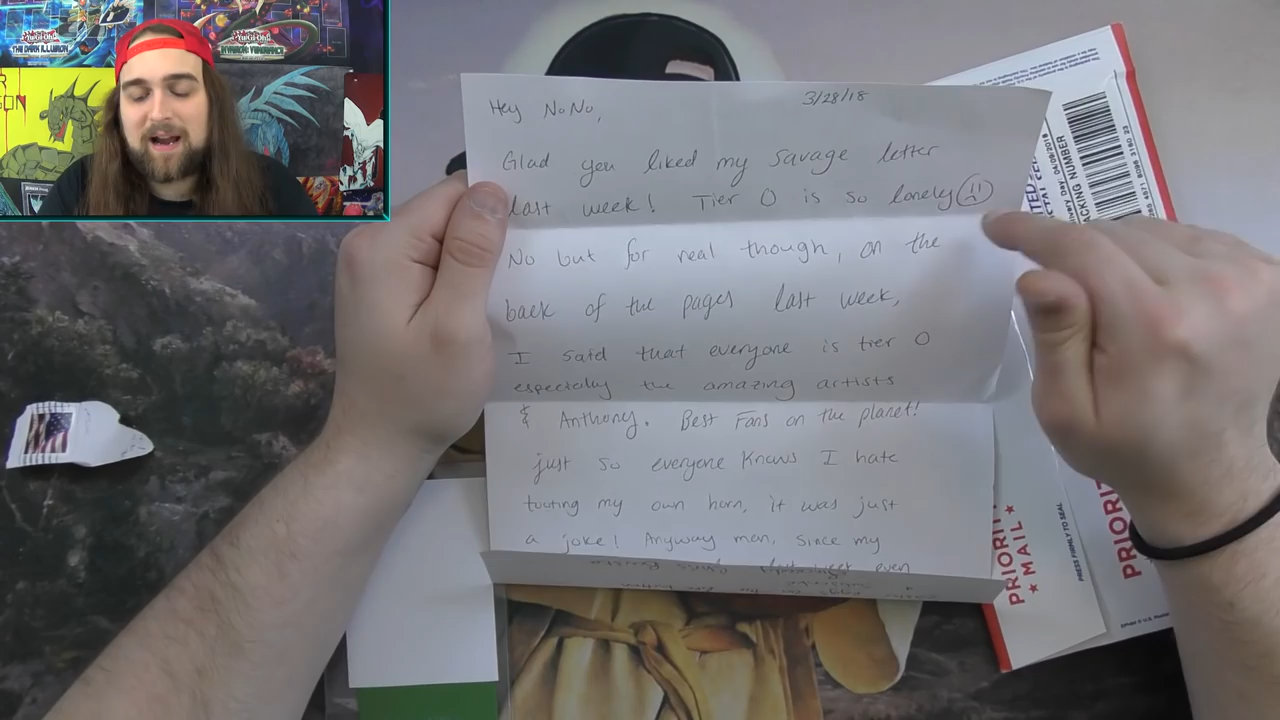 Yu-Gi-Oh!
THE DARK ILLUSION
Yu-Gi-Oh!
INVASION: VENGEANCE
3/28/18
Hey NoNo,
Glad you liked my savage letter
last week! Tier 0 is so lonely
No but for real though, on the
back of the pages last week,
I said that everyone is tier 0
especially the amazing artists
& Anthony. Best Fans on the planet!
just so everyone knows I hate
tooting my own horn, it was just
a joke! Anyway man, since my
even
TRACKING NUMBER
PRIORITY
★ MAIL ★
PRESS FIRMLY TO SEAL
PRIORI